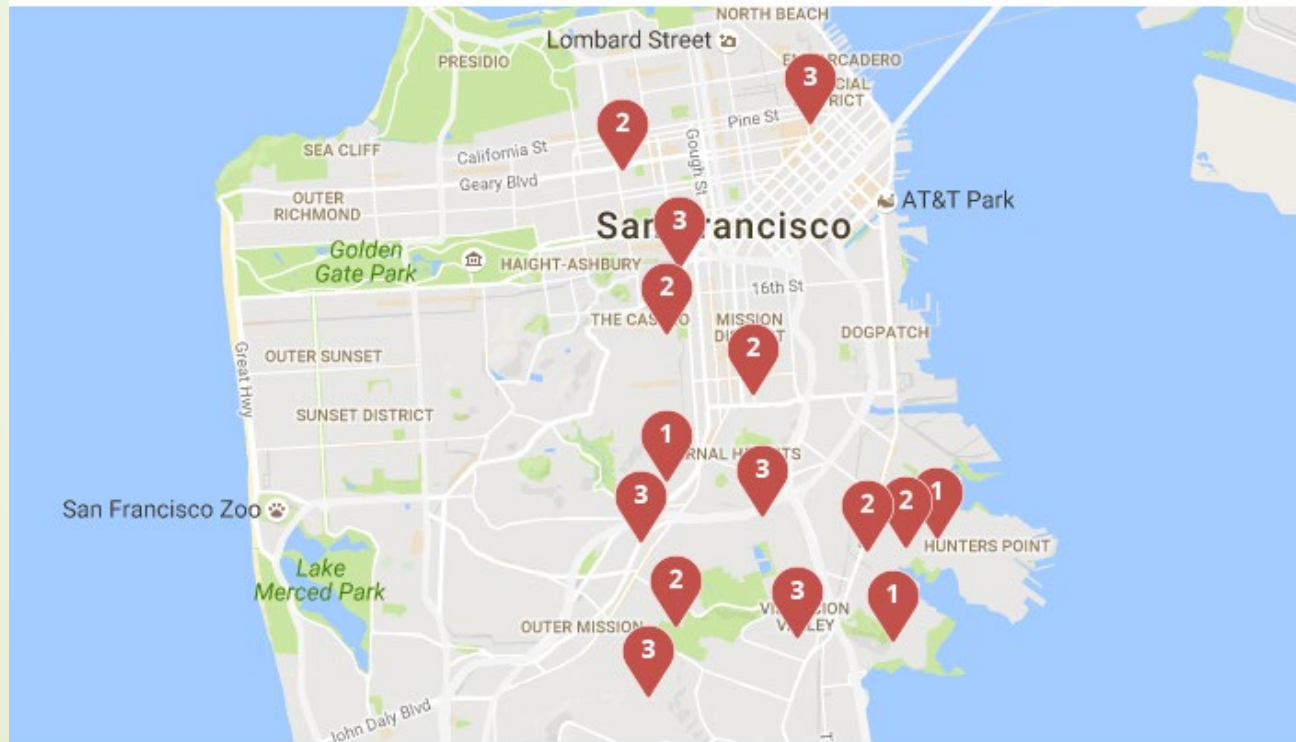 NORTH BEACH
Lombard Street
PRESIDIO
3
2
Pine St
SEA CLIFF
California St
Gough St
Geary Blvd
OUTER
RICHMOND
AT&T Park
3
San
Golden
Gate Park
HAIGHT-ASHBURY
2
16th St
THE
MISSION
DOGPATCH
2
OUTER SUNSET
Great Hwy
SUNSET DISTRICT
1
3
3
San Francisco Zoo
2
2
1
HUNTERS POINT
Lake
Merced Park
2
3
1
OUTER MISSION
3
John Daly Blvd